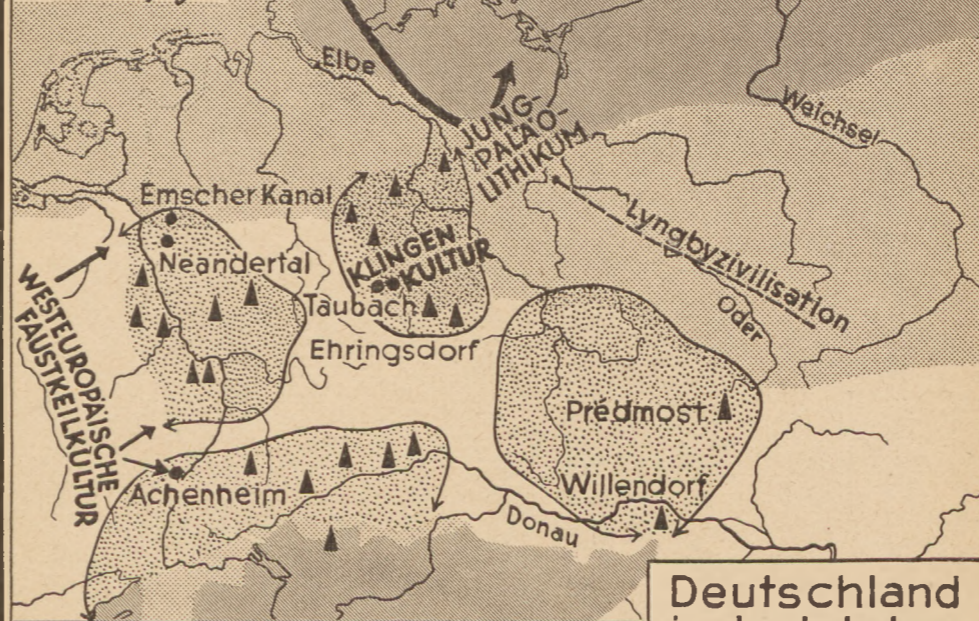 Elbe
Weichsel
JUNG-
PALÄO-
LITHIKUM
Emscher Kanal
Lyngbyzivilisation
Neandertal
KLINGEN
KULTUR
WESTEUROPÄISCHE
FAUSTKEILKULTUR
Taubach
Oder
Ehringsdorf
Prédmost
Willendorf
Achenheim
Donau
Deutschland